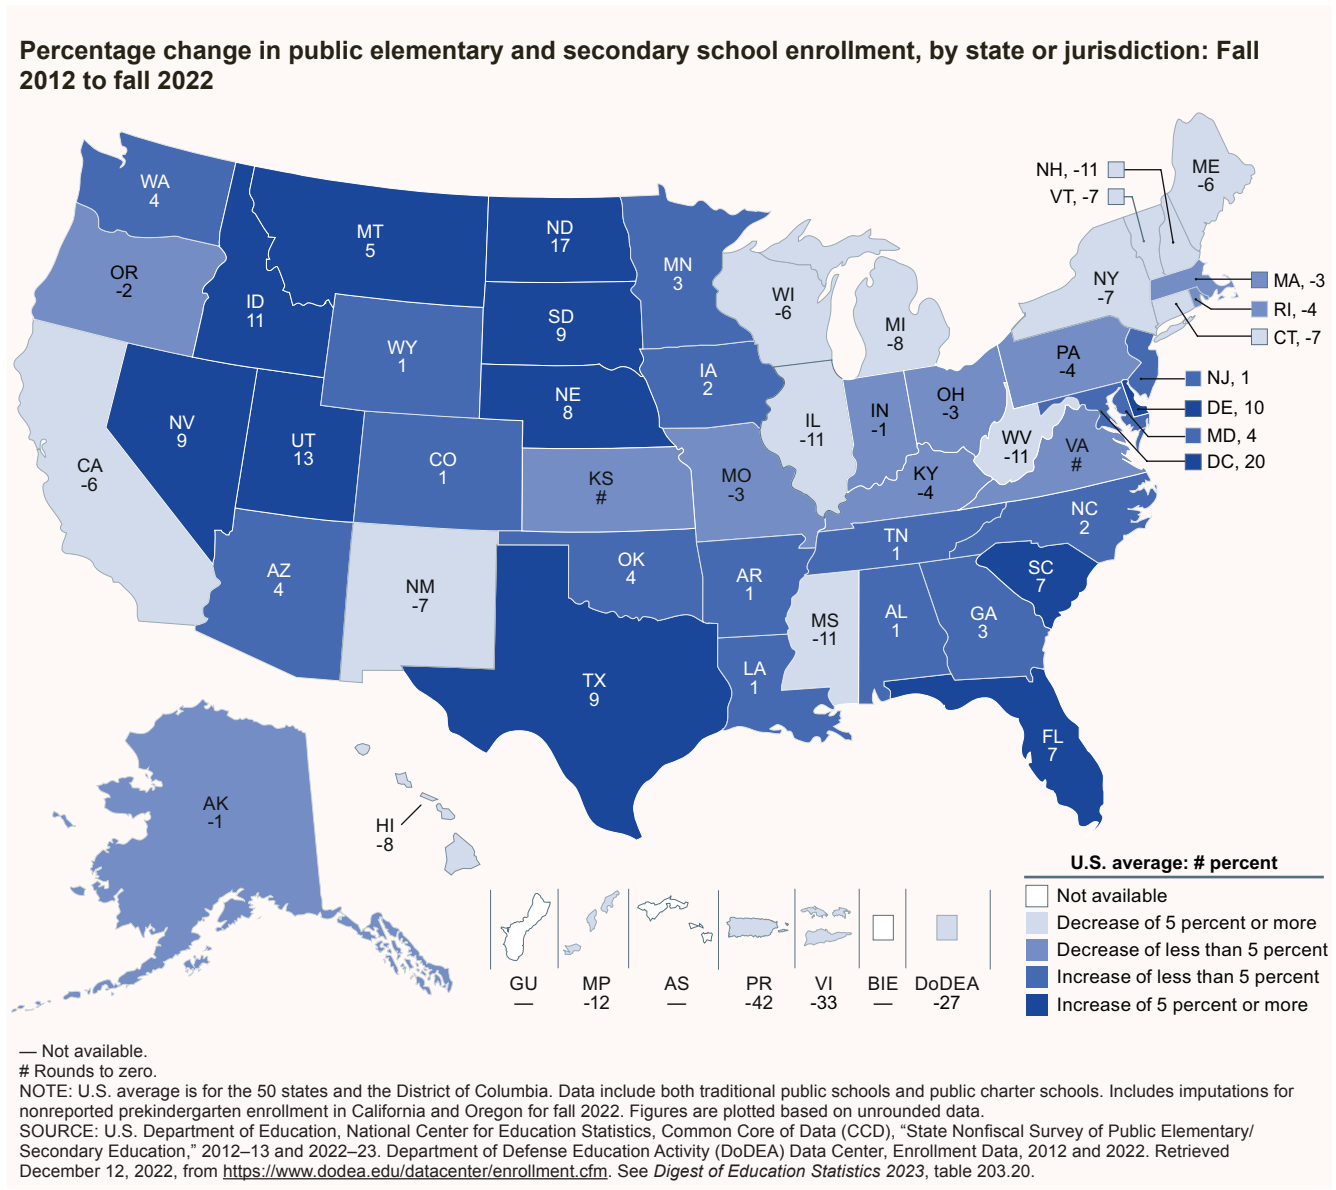 Percentage change in public elementary and secondary school enrollment, by state or jurisdiction: Fall
2012 to fall 2022
WA
4
OR
-2
CA
-6
ID
11
NV
9
MT
5
WY
1
UT
13
AZ
4
CO
1
NM
-7
ND
17
SD
9
NE
8
KS
#
OK
4
TX
9
MN
3
IA
2
MO
-3
AR
1
LA
1
WI
-6
IL
-11
MI
-8
IN
-1
OH
-3
KY
-4
TN
1
MS
-11
AL
1
GA
3
FL
7
SC
7
NC
2
VA
#
WV
-11
PA
-4
NY
-7
ME
-6
NH, -11
VT, -7
MA, -3
RI, -4
CT, -7
NJ, 1
DE, 10
MD, 4
DC, 20
AK
-1
HI
-8
GU
—
MP
-12
AS
—
PR
-42
VI
-33
BIE
—
DoDEA
-27
U.S. average: # percent
Not available
Decrease of 5 percent or more
Decrease of less than 5 percent
Increase of less than 5 percent
Increase of 5 percent or more
— Not available.
# Rounds to zero.
NOTE: U.S. average is for the 50 states and the District of Columbia. Data include both traditional public schools and public charter schools. Includes imputations for
nonreported prekindergarten enrollment in California and Oregon for fall 2022. Figures are plotted based on unrounded data.
SOURCE: U.S. Department of Education, National Center for Education Statistics, Common Core of Data (CCD), “State Nonfiscal Survey of Public Elementary/
Secondary Education,” 2012–13 and 2022–23. Department of Defense Education Activity (DoDEA) Data Center, Enrollment Data, 2012 and 2022. Retrieved
December 12, 2022, from https://www.dodea.edu/datacenter/enrollment.cfm. See Digest of Education Statistics 2023, table 203.20.